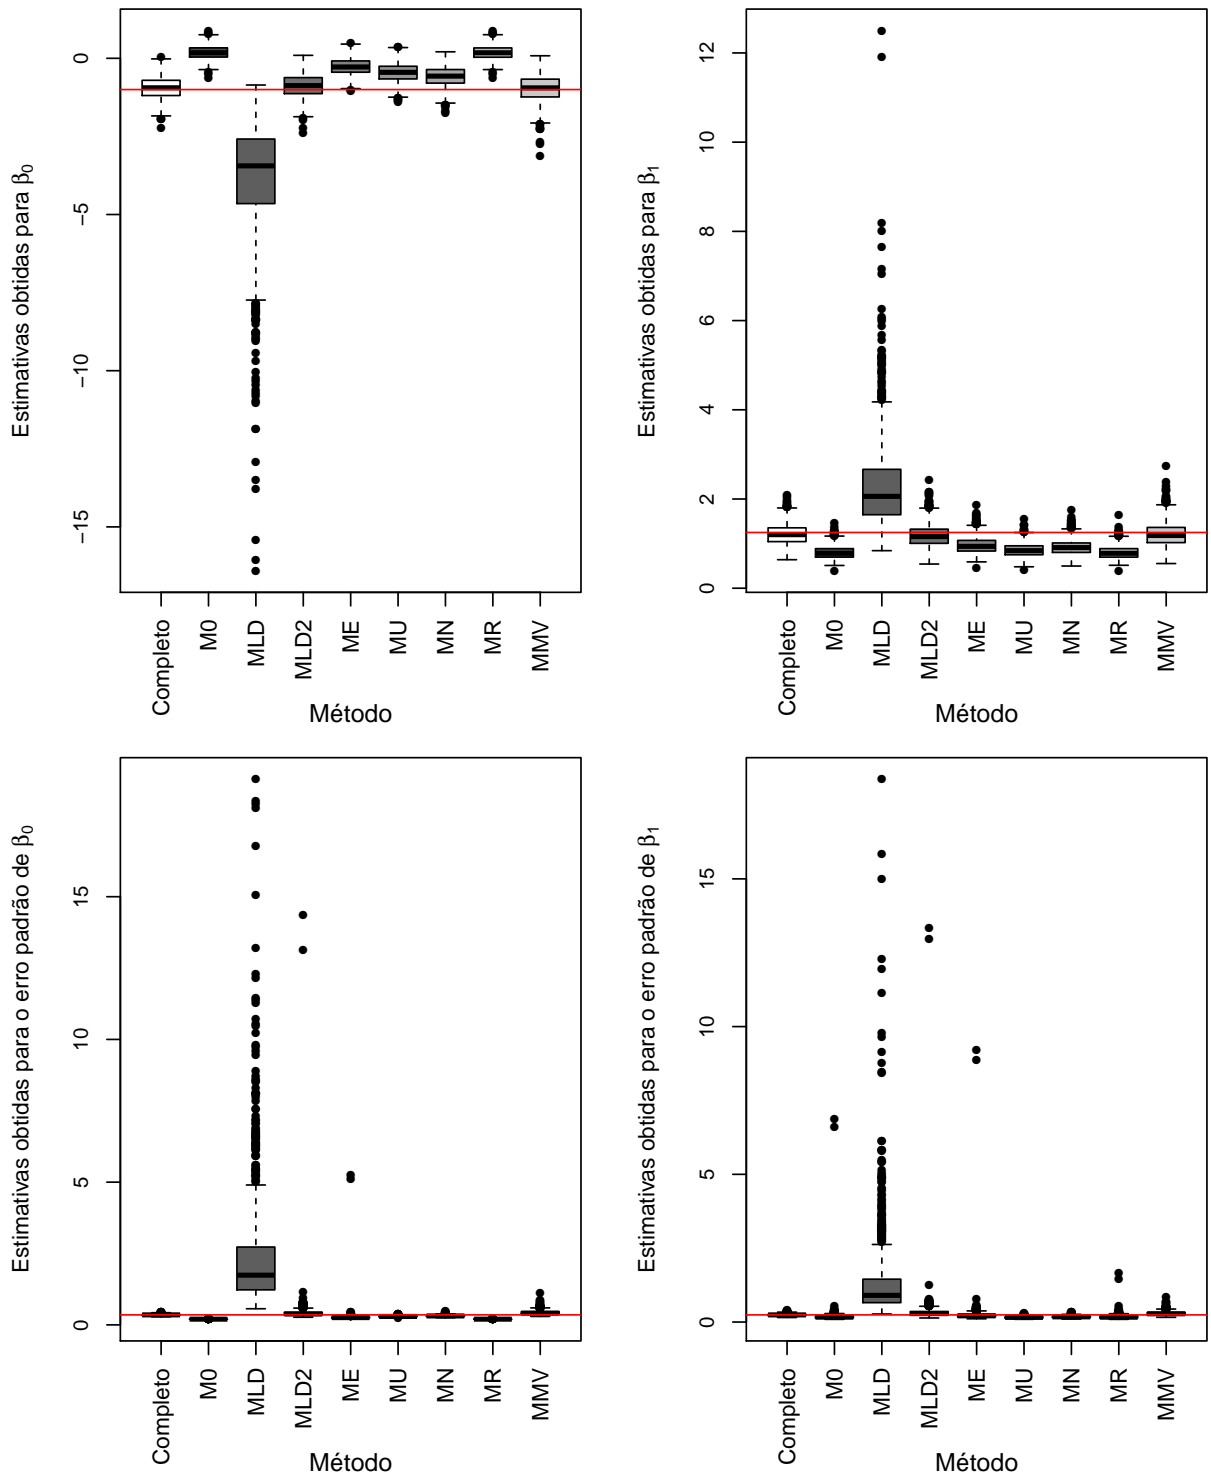 Estimativas obtidas para β₀
0
−5
−10
−15
Completo
M0
MLD
MLD2
ME
MU
MN
MR
MMV
Método
Estimativas obtidas para β₁
12
10
8
6
4
2
0
Completo
M0
MLD
MLD2
ME
MU
MN
MR
MMV
Método
Estimativas obtidas para o erro padrão de β₀
15
10
5
0
Completo
M0
MLD
MLD2
ME
MU
MN
MR
MMV
Método
Estimativas obtidas para o erro padrão de β₁
15
10
5
0
Completo
M0
MLD
MLD2
ME
MU
MN
MR
MMV
Método